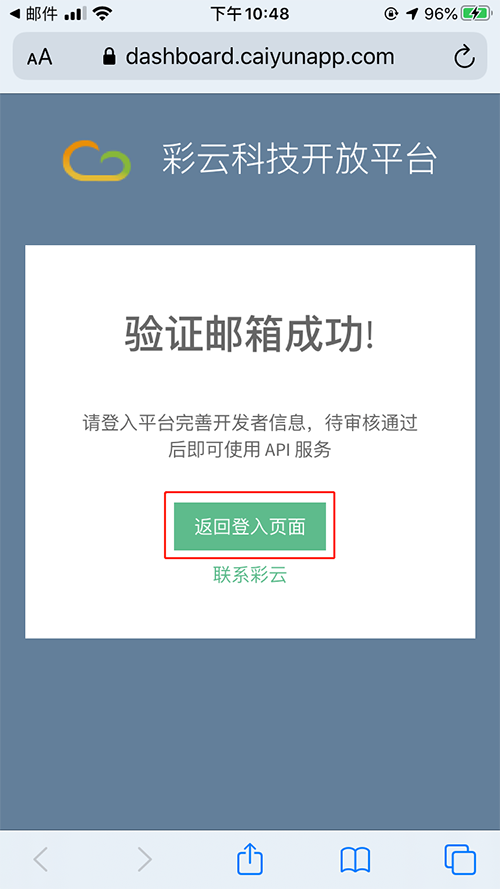 邮件 下午10:48 96%
AA dashboard.caiyunapp.com
彩云科技开放平台
验证邮箱成功!
请登入平台完善开发者信息，待审核通过
后即可使用 API 服务
返回登入页面
联系彩云